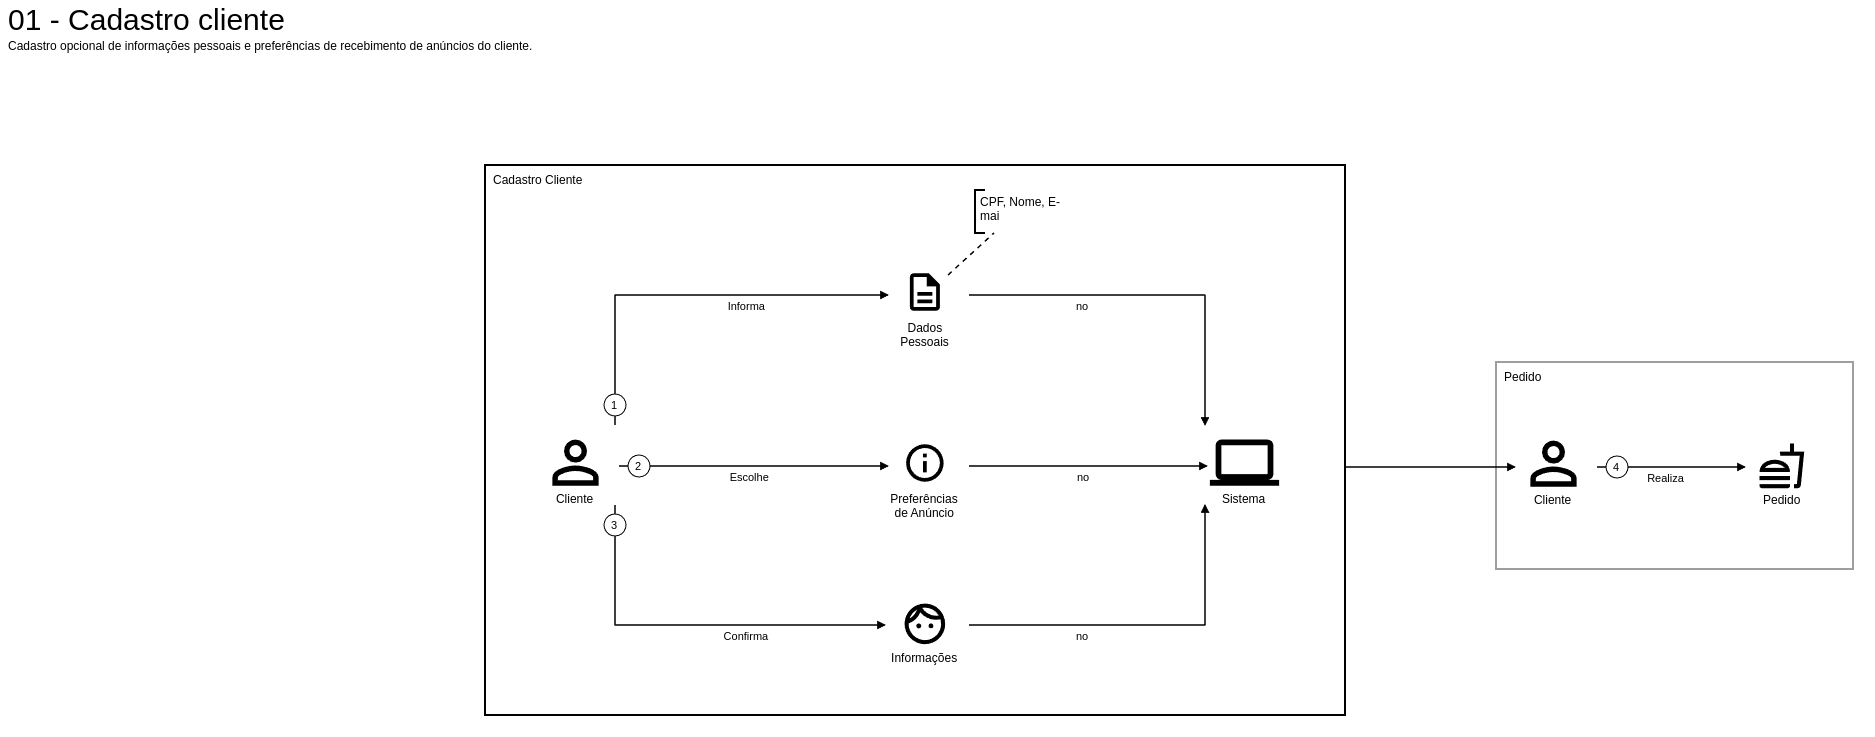 01 - Cadastro cliente
Cadastro opcional de informações pessoais e preferências de recebimento de anúncios do cliente.
Cadastro Cliente
CPF, Nome, E-
mai
Informa
no
Dados
Pessoais
1
Cliente
2
Escolhe
Preferências
de Anúncio
no
Sistema
3
Confirma
Informações
no
Pedido
Cliente
4
Realiza
Pedido